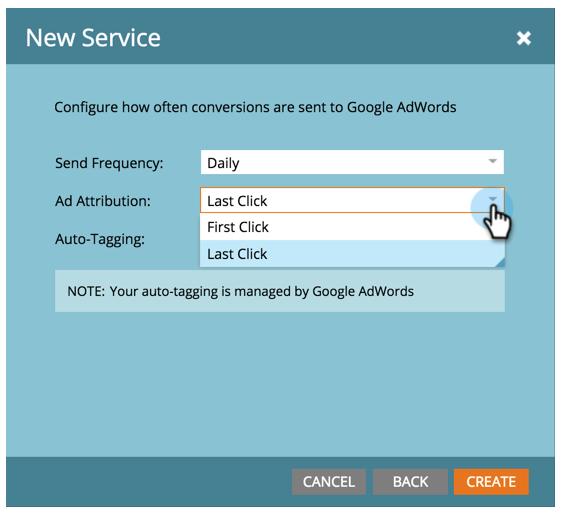 New Service
Configure how often conversions are sent to Google AdWords
Send Frequency: Daily
Ad Attribution: Last Click
First Click
Auto-Tagging:
Last Click
NOTE: Your auto-tagging is managed by Google AdWords
CANCEL BACK CREATE